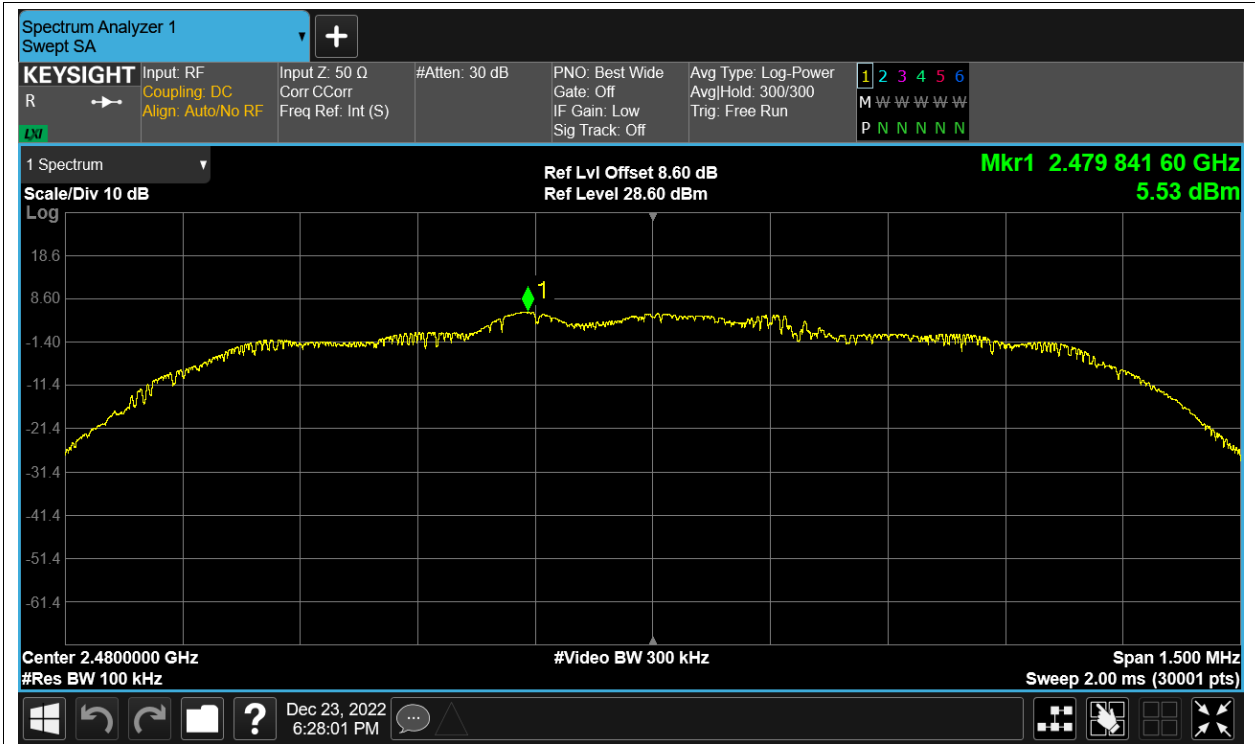 Spectrum Analyzer 1
Swept SA
KEYSIGHT
R
LXI
Input: RF
Coupling: DC
Align: Auto/No RF
Input Z: 50 Ω
Corr CCorr
Freq Ref: Int (S)
#Atten: 30 dB
PNO: Best Wide
Gate: Off
IF Gain: Low
Sig Track: Off
Avg Type: Log-Power
Avg|Hold: 300/300
Trig: Free Run
1 2 3 4 5 6
M W W W W W
P N N N N N
1 Spectrum
Scale/Div 10 dB
Log
Ref Lvl Offset 8.60 dB
Ref Level 28.60 dBm
Mkr1 2.479 841 60 GHz
5.53 dBm
18.6
8.60
1
-1.40
-11.4
-21.4
-31.4
-41.4
-51.4
-61.4
Center 2.4800000 GHz
#Video BW 300 kHz
Span 1.500 MHz
#Res BW 100 kHz
Sweep 2.00 ms (30001 pts)
?
Dec 23, 2022
6:28:01 PM